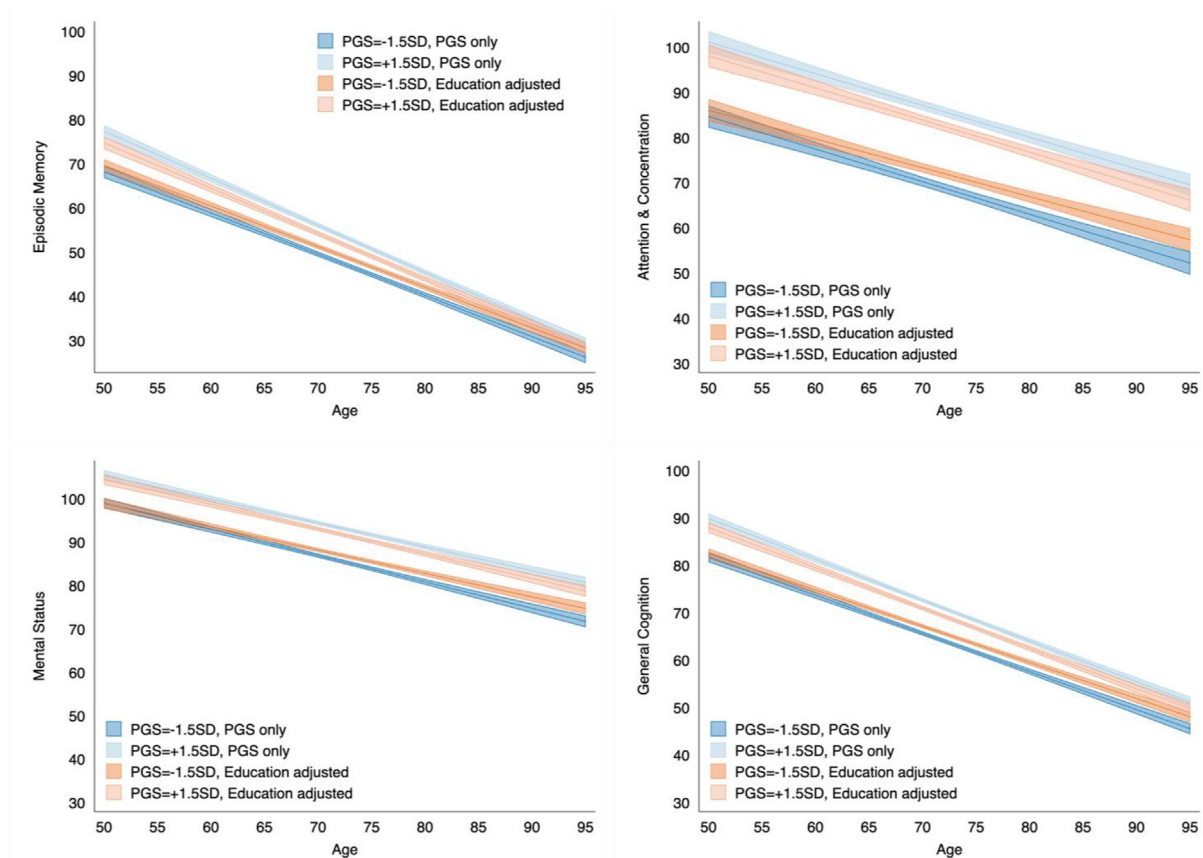 100
90
80
70
60
50
40
30
Episodic Memory
PGS=-1.5SD, PGS only
PGS=+1.5SD, PGS only
PGS=-1.5SD, Education adjusted
PGS=+1.5SD, Education adjusted
50 55 60 65 70 75 80 85 90 95
Age
100
90
80
70
60
50
40
30
Attention & Concentration
PGS=-1.5SD, PGS only
PGS=+1.5SD, PGS only
PGS=-1.5SD, Education adjusted
PGS=+1.5SD, Education adjusted
50 55 60 65 70 75 80 85 90 95
Age
100
90
80
70
60
50
40
30
Mental Status
PGS=-1.5SD, PGS only
PGS=+1.5SD, PGS only
PGS=-1.5SD, Education adjusted
PGS=+1.5SD, Education adjusted
50 55 60 65 70 75 80 85 90 95
Age
100
90
80
70
60
50
40
30
General Cognition
PGS=-1.5SD, PGS only
PGS=+1.5SD, PGS only
PGS=-1.5SD, Education adjusted
PGS=+1.5SD, Education adjusted
50 55 60 65 70 75 80 85 90 95
Age